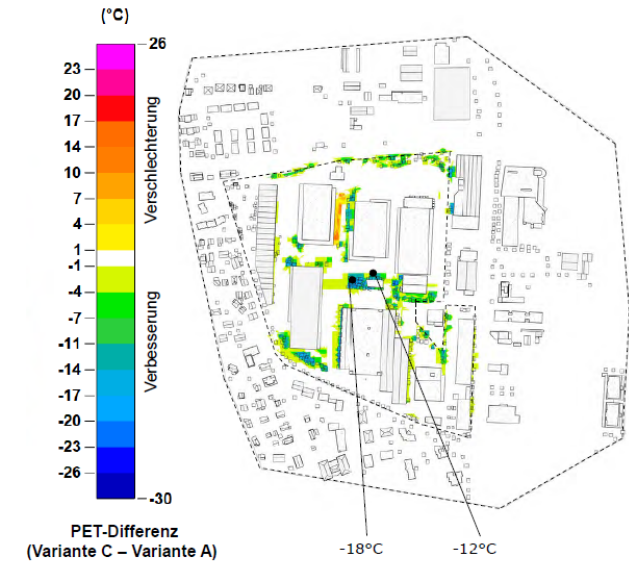 (°C)
26
23
20
17
14
10
7
4
1
-1
-4
-7
-11
-14
-17
-20
-23
-26
-30
Verschlechterung
Verbesserung
PET-Differenz
(Variante C – Variante A)
-18°C
-12°C